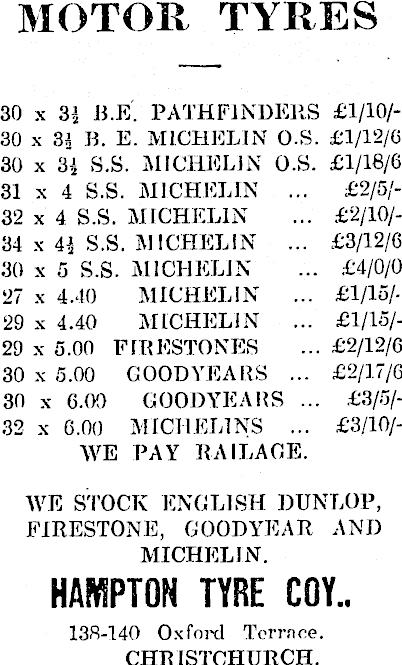 MOTOR TYRES
30 x 3½ B.E. PATHFINDERS £1/10/-
30 x 3½ B. E. MICHELIN O.S. £1/12/6
30 x 3½ S.S. MICHELIN O.S. £1/18/6
31 x 4 S.S. MICHELIN ... £2/5/-
32 x 4 S.S. MICHELIN ... £2/10/-
34 x 4½ S.S. MICHELIN ... £3/12/6
30 x 5 S.S. MICHELIN ... £4/0/0
27 x 4.40 MICHELIN ... £1/15/-
29 x 4.40 MICHELIN ... £1/15/-
29 x 5.00 FIRESTONES ... £2/12/6
30 x 5.00 GOODYEARS ... £2/17/6
30 x 6.00 GOODYEARS ... £3/5/-
32 x 6.00 MICHELINS ... £3/10/-
WE PAY RAILAGE.
WE STOCK ENGLISH DUNLOP,
FIRESTONE, GOODYEAR AND
MICHELIN.
HAMPTON TYRE COY.,
138-140 Oxford Terrace.
CHRISTCHURCH.